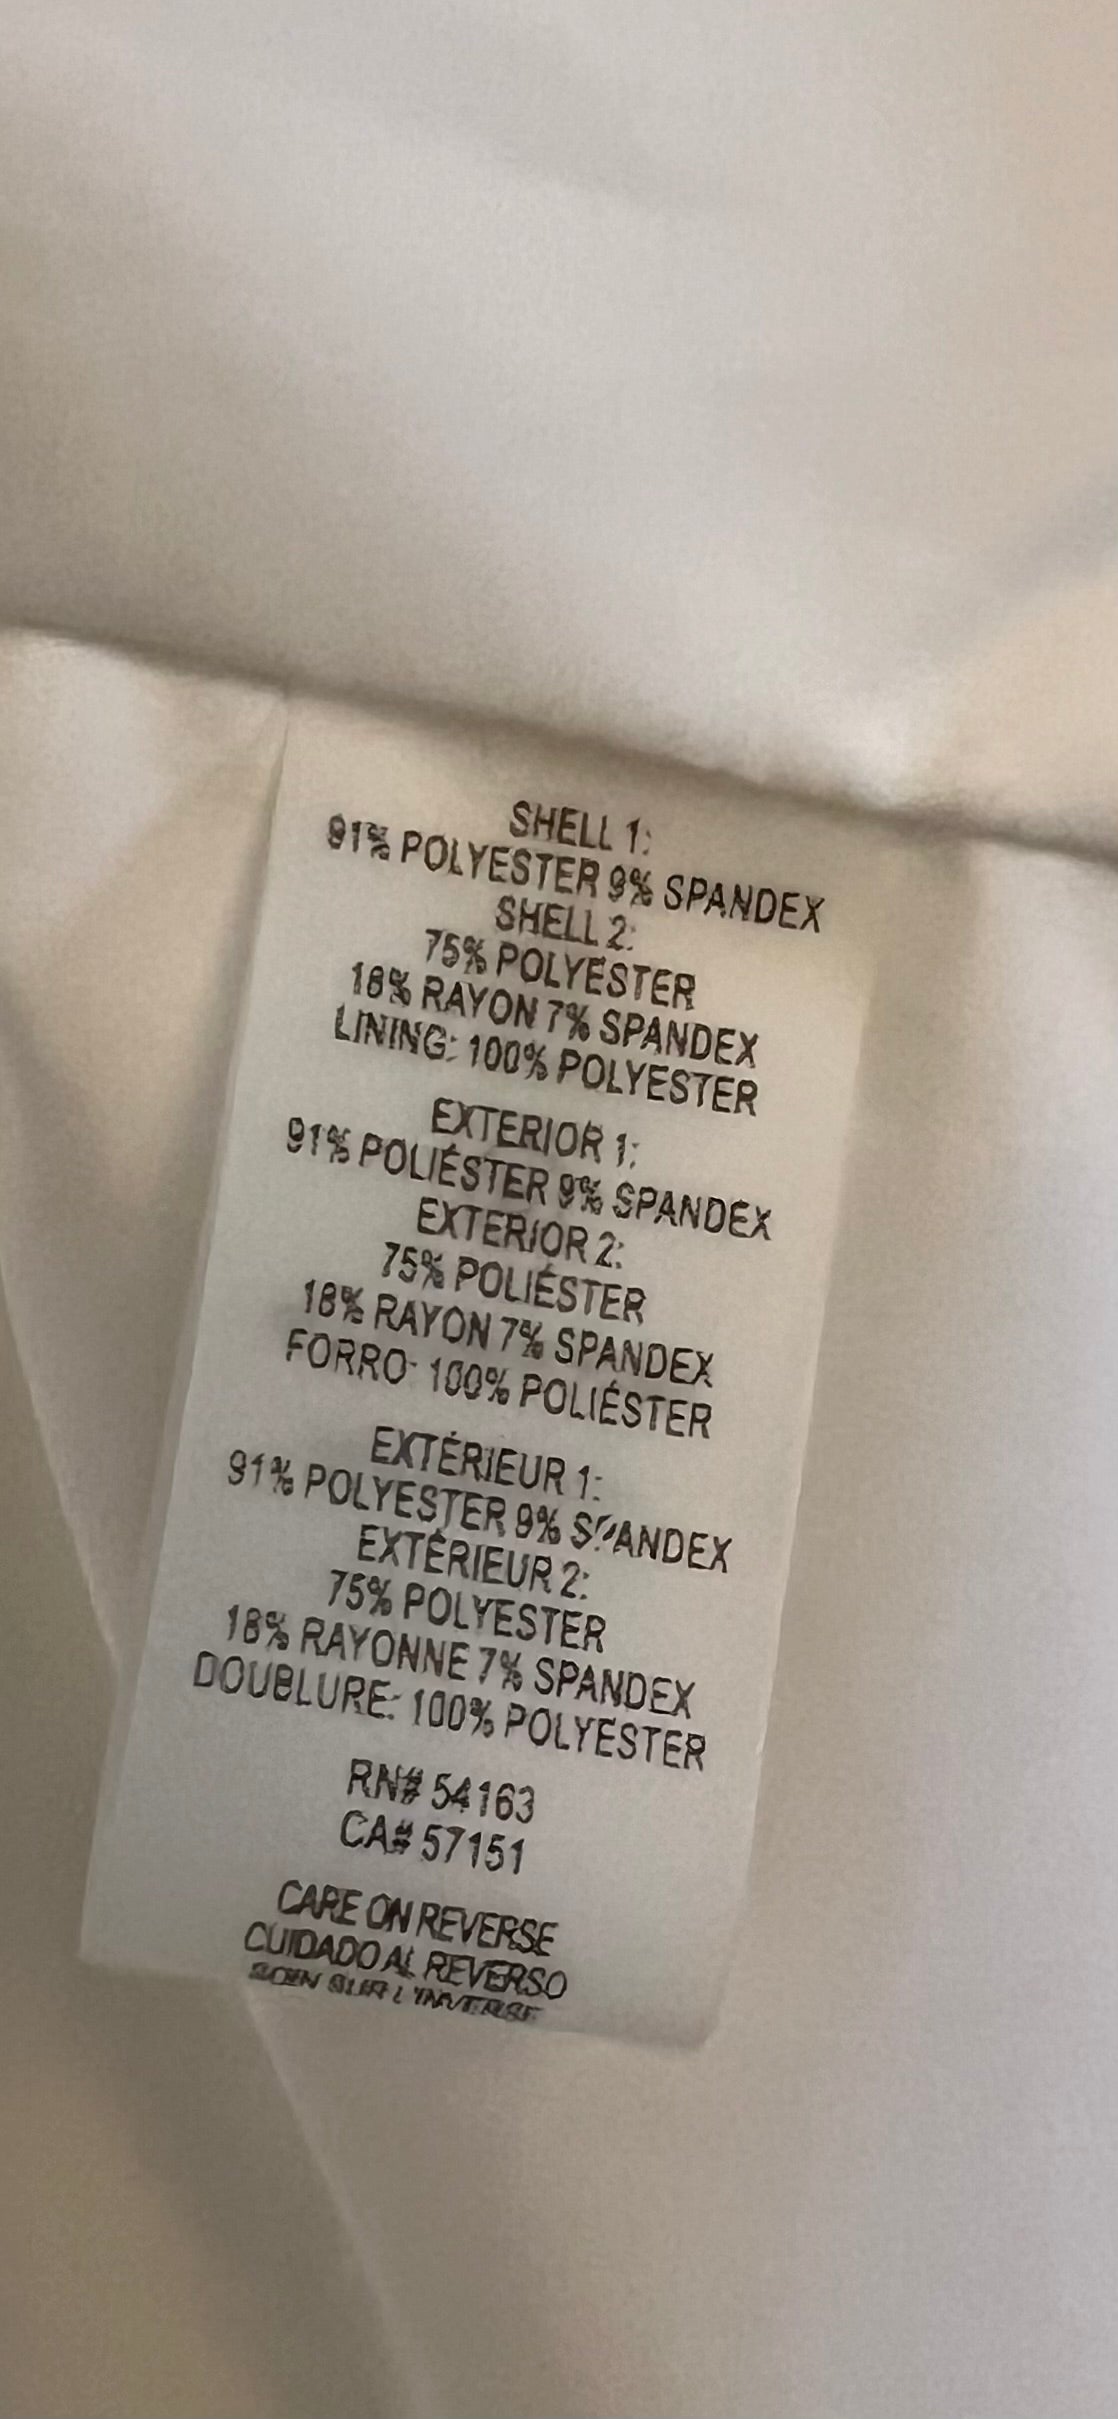 SHELL 1:
91% POLYESTER 9% SPANDEX
SHELL 2:
75% POLYESTER
18% RAYON 7% SPANDEX
LINING: 100% POLYESTER
EXTERIOR 1:
91% POLIÉSTER 9% SPANDEX
EXTERIOR 2:
75% POLIÉSTER
18% RAYON 7% SPANDEX
FORRO: 100% POLIÉSTER
EXTÉRIEUR 1:
91% POLYESTER 9% SPANDEX
EXTÉRIEUR 2:
75% POLYESTER
18% RAYONNE 7% SPANDEX
DOUBLURE: 100% POLYESTER
RN# 54163
CA# 57151
CARE ON REVERSE
CUIDADO AL REVERSO
SOIN SUR L'INVERSE